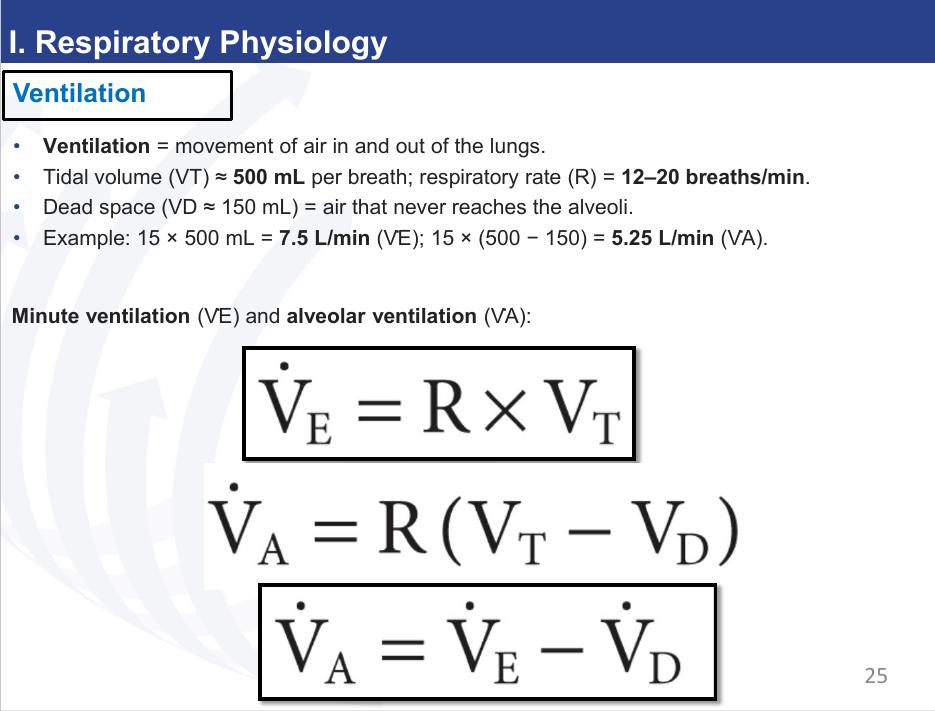 I. Respiratory Physiology
Ventilation
• Ventilation = movement of air in and out of the lungs.
• Tidal volume (VT) ≈ 500 mL per breath; respiratory rate (R) = 12–20 breaths/min.
• Dead space (VD ≈ 150 mL) = air that never reaches the alveoli.
• Example: 15 × 500 mL = 7.5 L/min (V̇E); 15 × (500 − 150) = 5.25 L/min (V̇A).
Minute ventilation (V̇E) and alveolar ventilation (V̇A):
V̇E = R × VT
V̇A = R (VT − VD)
V̇A = V̇E − V̇D
25